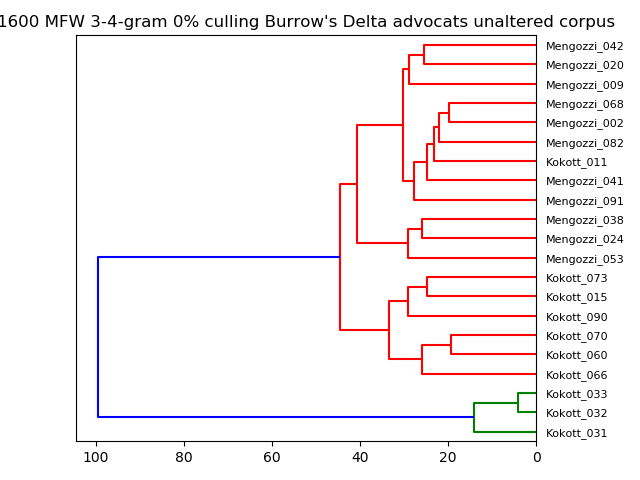 1600 MFW 3-4-gram 0% culling Burrow's Delta advocats unaltered corpus
Mengozzi_042
Mengozzi_020
Mengozzi_009
Mengozzi_068
Mengozzi_002
Mengozzi_082
Kokott_011
Mengozzi_041
Mengozzi_091
Mengozzi_038
Mengozzi_024
Mengozzi_053
Kokott_073
Kokott_015
Kokott_090
Kokott_070
Kokott_060
Kokott_066
Kokott_033
Kokott_032
Kokott_031
100 80 60 40 20 0